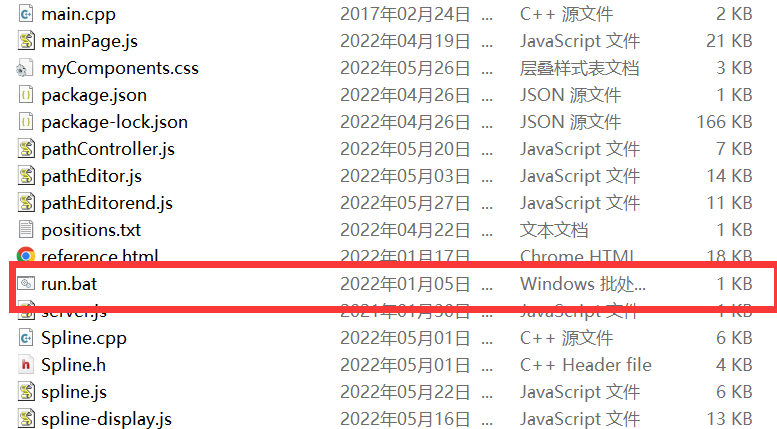 main.cpp 2017年02月24日 ... C++ 源文件 2 KB
mainPage.js 2022年04月19日 ... JavaScript 文件 21 KB
myComponents.css 2022年05月26日 ... 层叠样式表文档 3 KB
package.json 2022年05月26日 ... JSON 源文件 1 KB
package-lock.json 2022年05月26日 ... JSON 源文件 166 KB
pathController.js 2022年05月20日 ... JavaScript 文件 7 KB
pathEditor.js 2022年05月03日 ... JavaScript 文件 14 KB
pathEditorend.js 2022年05月27日 ... JavaScript 文件 11 KB
positions.txt 2022年04月22日 ... 文本文档 2 KB
reference.html 2022年01月17日 ... Chrome HTML 18 KB
run.bat 2022年01月05日 ... Windows 批处... 1 KB
server.js 2021年01月30日 ... JavaScript 文件 1 KB
Spline.cpp 2022年05月01日 ... C++ 源文件 6 KB
Spline.h 2022年05月01日 ... C++ Header file 4 KB
spline.js 2022年05月22日 ... JavaScript 文件 6 KB
spline-display.js 2022年05月16日 ... JavaScript 文件 13 KB